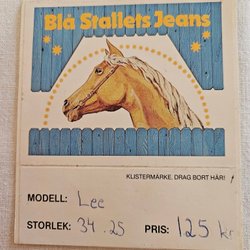 Blå Stallets Jeans
KLISTERMÄRKE, DRAG BORT HÄR!
MODELL: Lee
STORLEK: 34 .25 PRIS: 125 kr